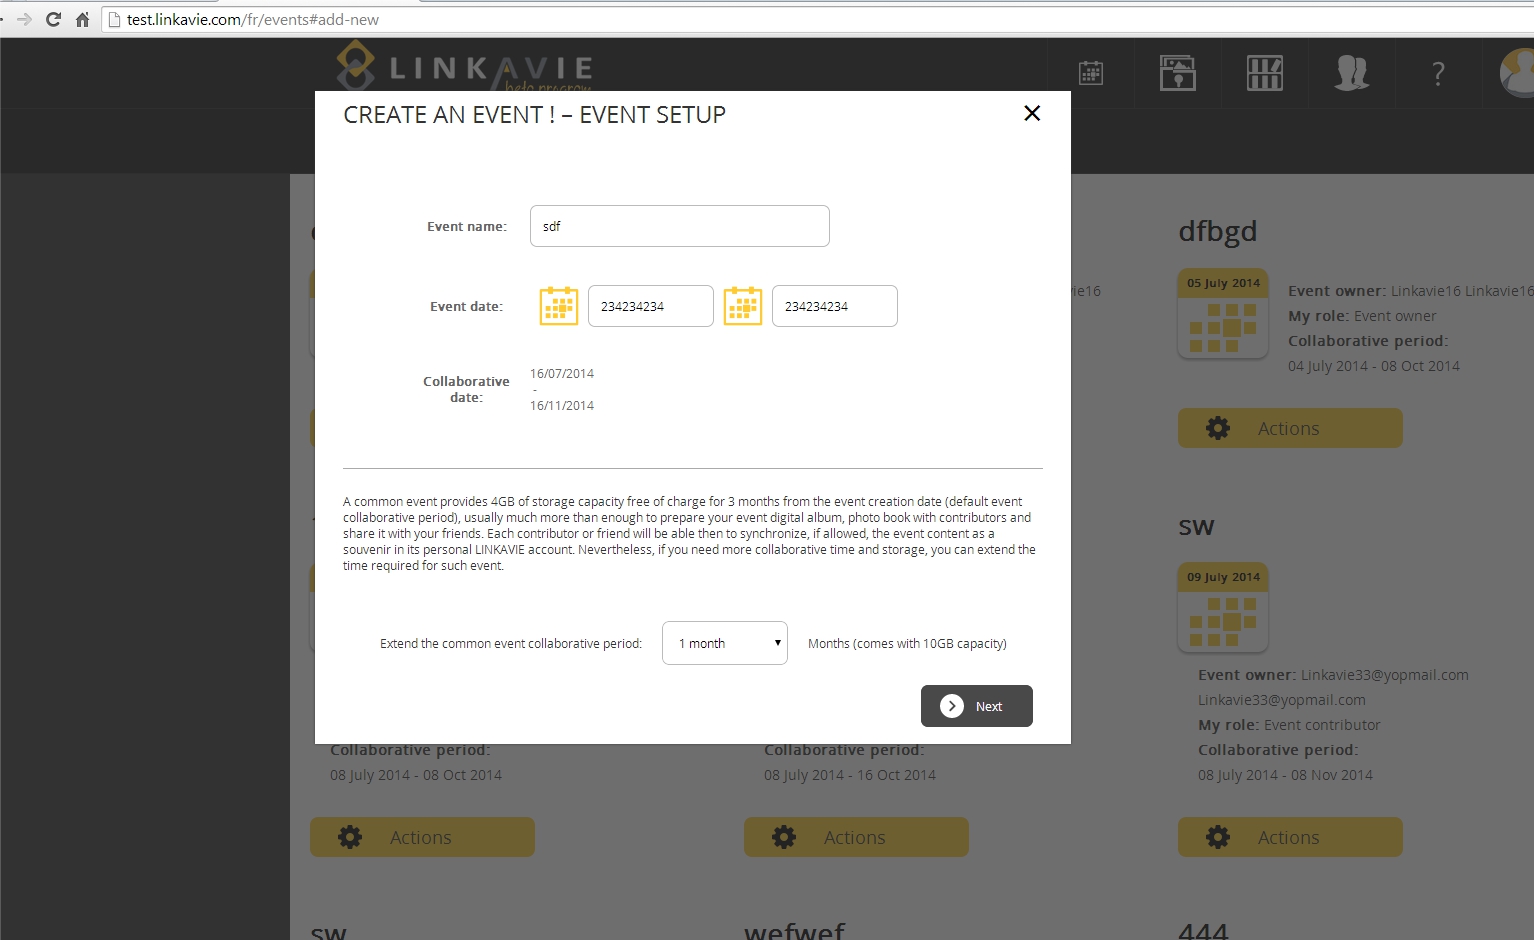 test.linkavie.com/fr/events#add-new
LINKAVIE
beta program
?
CREATE AN EVENT ! – EVENT SETUP
Event name:
sdf
Event date:
234234234
234234234
Collaborative
date:
16/07/2014
-
16/11/2014
A common event provides 4GB of storage capacity free of charge for 3 months from the event creation date (default event
collaborative period), usually much more than enough to prepare your event digital album, photo book with contributors and
share it with your friends. Each contributor or friend will be able then to synchronize, if allowed, the event content as a
souvenir in its personal LINKAVIE account. Nevertheless, if you need more collaborative time and storage, you can extend the
time required for such event.
Extend the common event collaborative period:
1 month
Months (comes with 10GB capacity)
Next
vie16
dfbgd
05 July 2014
Event owner: Linkavie16 Linkavie16
My role: Event owner
Collaborative period:
04 July 2014 - 08 Oct 2014
Actions
sw
09 July 2014
Event owner: Linkavie33@yopmail.com
Linkavie33@yopmail.com
My role: Event contributor
Collaborative period:
08 July 2014 - 08 Nov 2014
Actions
Collaborative period:
08 July 2014 - 08 Oct 2014
Actions
Collaborative period:
08 July 2014 - 16 Oct 2014
Actions
sw
wefwef
444